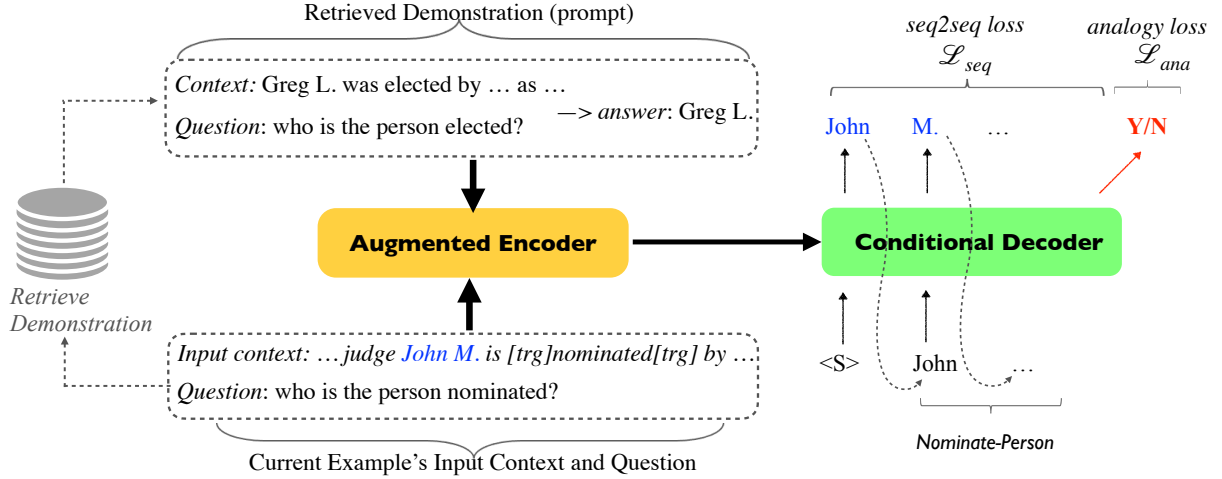 Retrieved Demonstration (prompt)
Context: Greg L. was elected by … as …
—> answer: Greg L.
Question: who is the person elected?
Augmented Encoder
Retrieve
Demonstration
Input context: … judge John M. is [trg]nominated[trg] by …
Question: who is the person nominated?
Current Example's Input Context and Question
seq2seq loss
ℒseq
analogy loss
ℒana
John M. … Y/N
Conditional Decoder
<S> John …
Nominate-Person